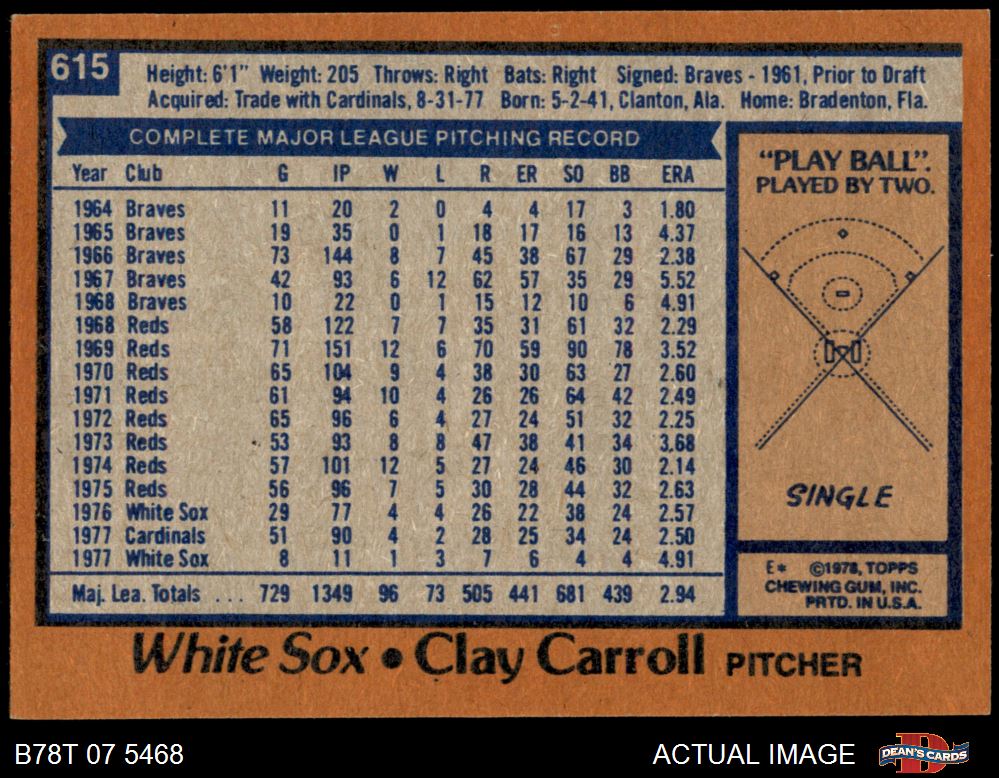 615
Height: 6'1" Weight: 205 Throws: Right Bats: Right Signed: Braves - 1961, Prior to Draft
Acquired: Trade with Cardinals, 8-31-77 Born: 5-2-41, Clanton, Ala. Home: Bradenton, Fla.
COMPLETE MAJOR LEAGUE PITCHING RECORD
Year Club G IP W L R ER SO BB ERA
1964 Braves 11 20 2 0 4 4 17 3 1.80
1965 Braves 19 35 0 1 18 17 16 13 4.37
1966 Braves 73 144 8 7 45 38 67 29 2.38
1967 Braves 42 93 6 12 62 57 35 29 5.52
1968 Braves 10 22 0 1 15 12 10 6 4.91
1968 Reds 58 122 7 7 35 31 61 32 2.29
1969 Reds 71 151 12 6 70 59 90 78 3.52
1970 Reds 65 104 9 4 38 30 63 27 2.60
1971 Reds 61 94 10 4 26 26 64 42 2.49
1972 Reds 65 96 6 4 27 24 51 32 2.25
1973 Reds 53 93 8 8 47 38 41 34 3.68
1974 Reds 57 101 12 5 27 24 46 30 2.14
1975 Reds 56 96 7 5 30 28 44 32 2.63
1976 White Sox 29 77 4 4 26 22 38 24 2.57
1977 Cardinals 51 90 4 2 28 25 34 24 2.50
1977 White Sox 8 11 1 3 7 6 4 4 4.91
Maj. Lea. Totals . . . 729 1349 96 73 505 441 681 439 2.94
"PLAY BALL".
PLAYED BY TWO.
SINGLE
E* ©1978, TOPPS
CHEWING GUM, INC.
PRTD. IN U.S.A.
White Sox • Clay Carroll PITCHER
B78T 07 5468
ACTUAL IMAGE
DEAN'S CARDS